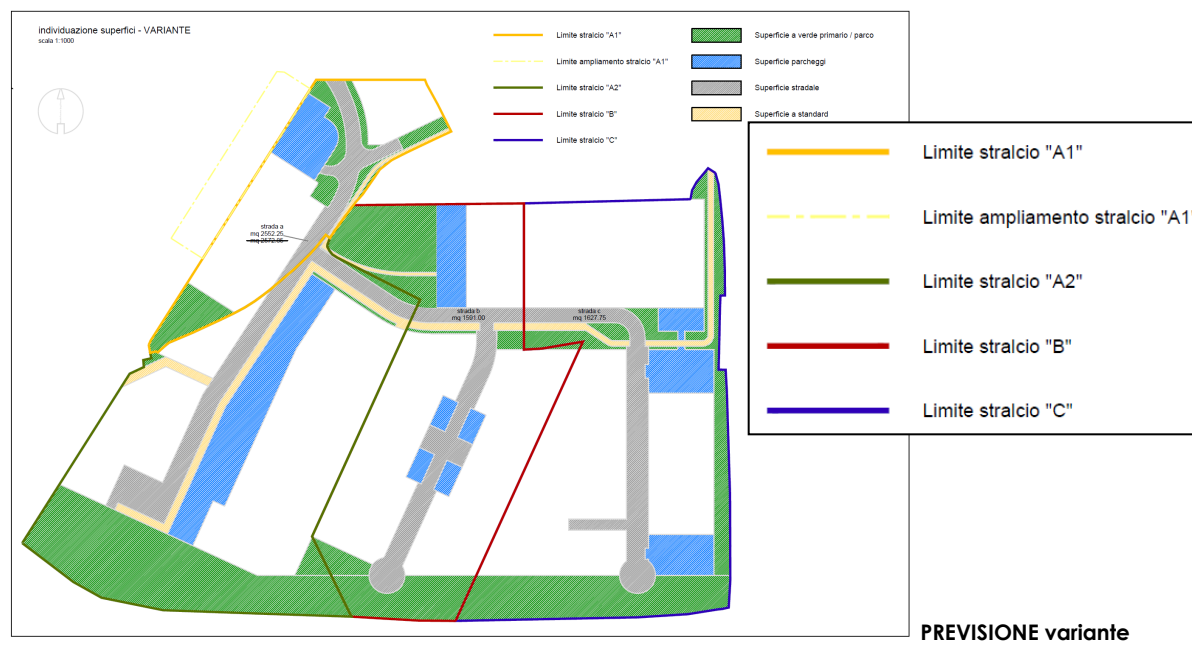 individuazione superfici - VARIANTE
scala 1:1000
Limite stralcio "A1"
Limite ampliamento stralcio "A1"
Limite stralcio "A2"
Limite stralcio "B"
Limite stralcio "C"
Superficie a verde primario / parco
Superficie parcheggi
Superficie stradale
Superficie a standard
Limite stralcio "A1"
Limite ampliamento stralcio "A1"
Limite stralcio "A2"
Limite stralcio "B"
Limite stralcio "C"
strada a
mq 2552.25
strada b
mq 1591.00
strada c
mq 1627.75
PREVISIONE variante